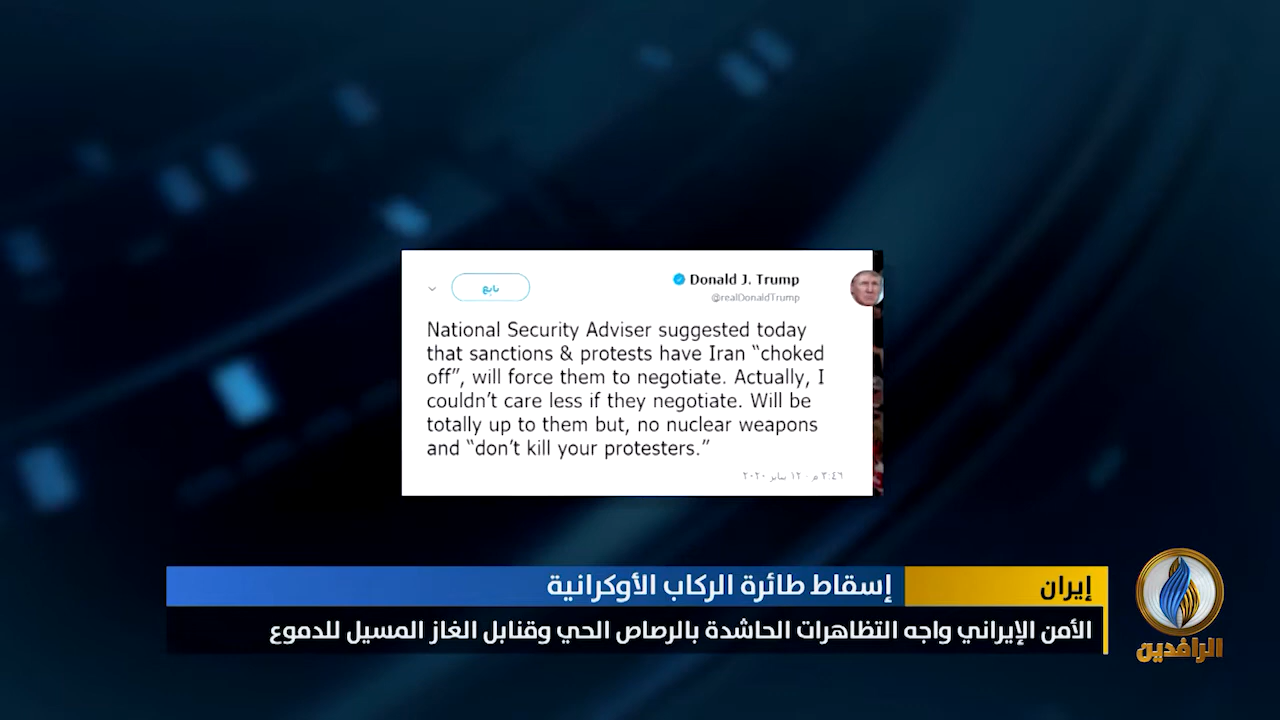 Donald J. Trump
@realDonaldTrump
تابع
National Security Adviser suggested today
that sanctions & protests have Iran “choked
off”, will force them to negotiate. Actually, I
couldn’t care less if they negotiate. Will be
totally up to them but, no nuclear weapons
and “don’t kill your protesters.”
٣:٤٦ م · ١٢ يناير ٢٠٢٠
إيران
إسقاط طائرة الركاب الأوكرانية
الأمن الإيراني واجه التظاهرات الحاشدة بالرصاص الحي وقنابل الغاز المسيل للدموع
الرافدين